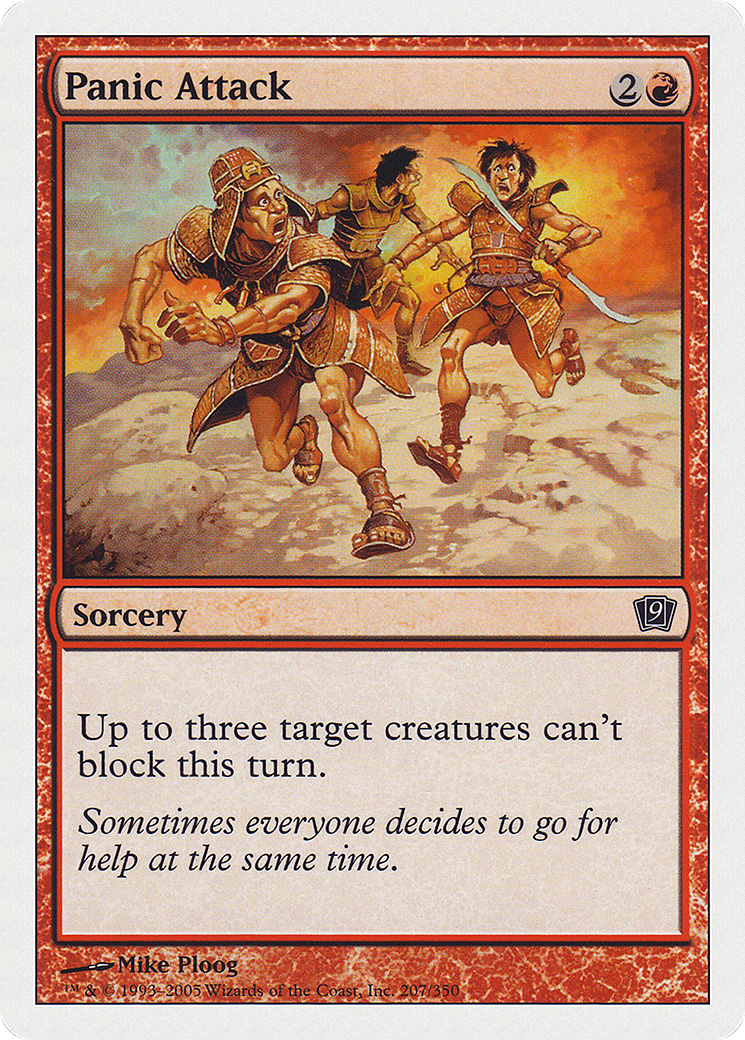 Panic Attack 2
Sorcery 9
Up to three target creatures can't
block this turn.
Sometimes everyone decides to go for
help at the same time.
Mike Ploog
™ & © 1993–2005 Wizards of the Coast, Inc. 207/350